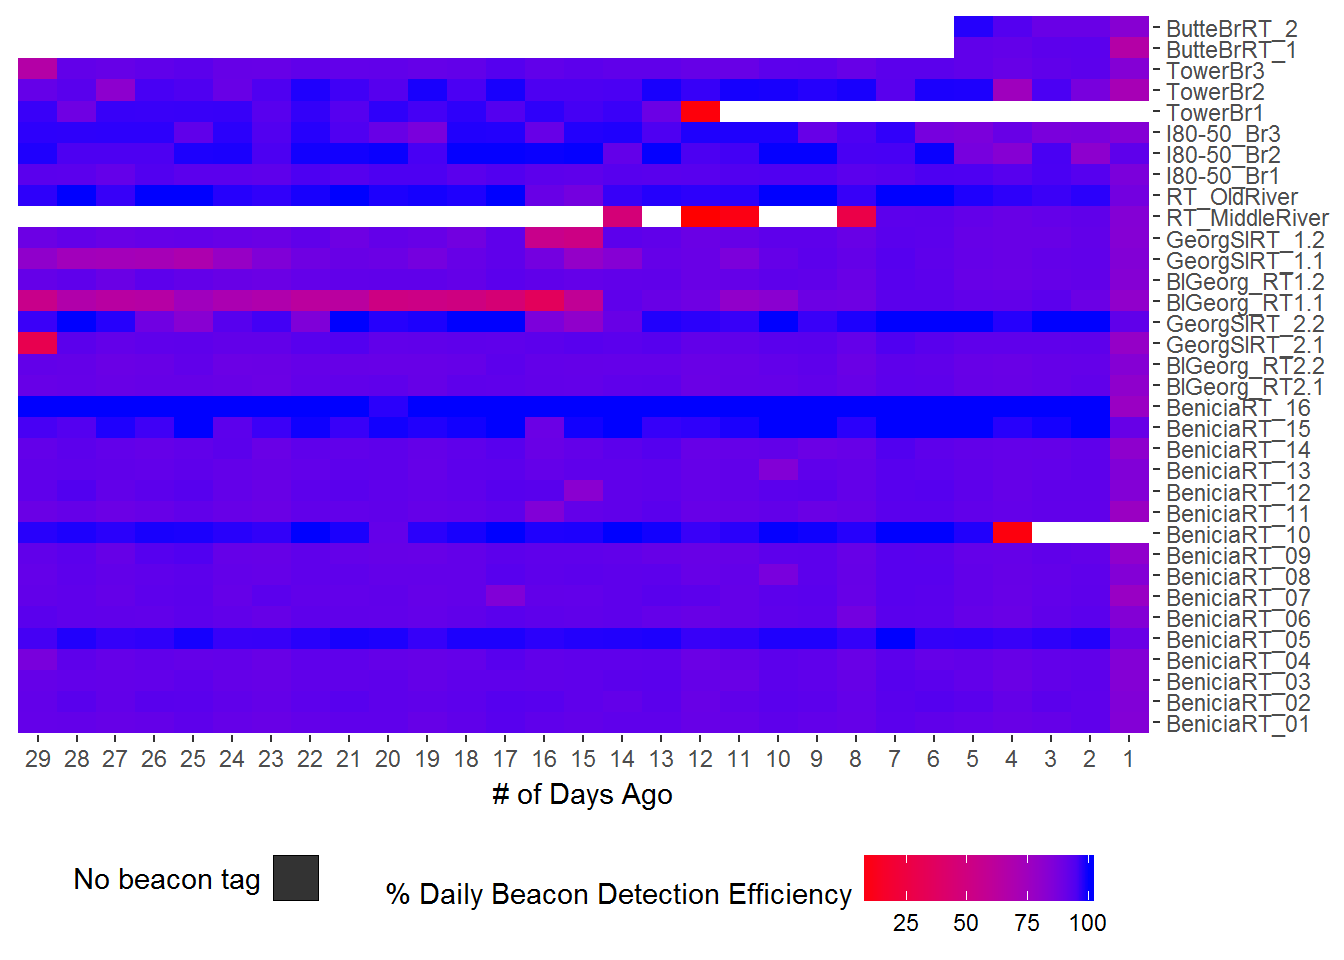 ButteBrRT_2
ButteBrRT_1
TowerBr3
TowerBr2
TowerBr1
I80-50_Br3
I80-50_Br2
I80-50_Br1
RT_OldRiver
RT_MiddleRiver
GeorgSlRT_1.2
GeorgSlRT_1.1
BlGeorg_RT1.2
BlGeorg_RT1.1
GeorgSlRT_2.2
GeorgSlRT_2.1
BlGeorg_RT2.2
BlGeorg_RT2.1
BeniciaRT_16
BeniciaRT_15
BeniciaRT_14
BeniciaRT_13
BeniciaRT_12
BeniciaRT_11
BeniciaRT_10
BeniciaRT_09
BeniciaRT_08
BeniciaRT_07
BeniciaRT_06
BeniciaRT_05
BeniciaRT_04
BeniciaRT_03
BeniciaRT_02
BeniciaRT_01
29 28 27 26 25 24 23 22 21 20 19 18 17 16 15 14 13 12 11 10 9 8 7 6 5 4 3 2 1
# of Days Ago
No beacon tag
% Daily Beacon Detection Efficiency
25 50 75 100